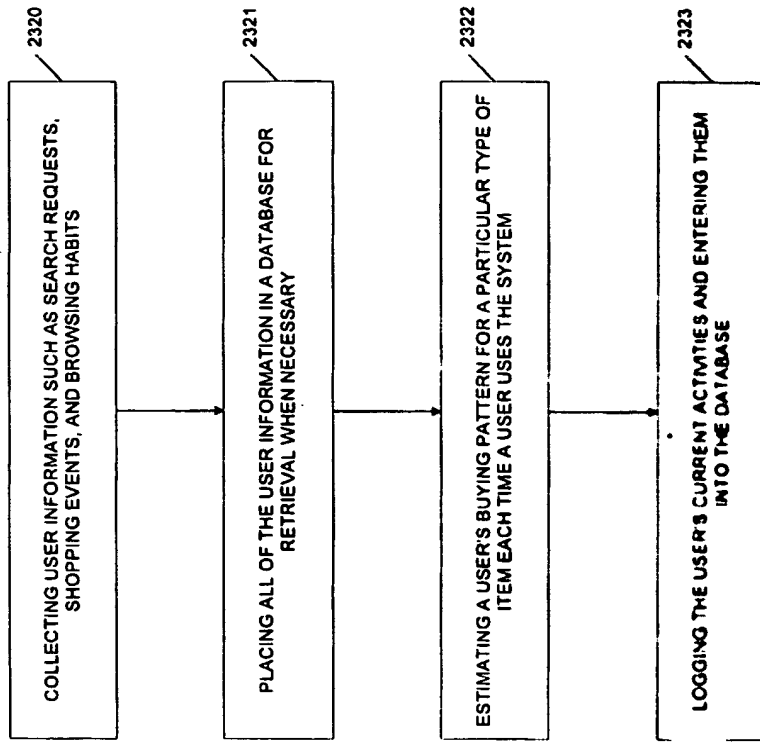 COLLECTING USER INFORMATION SUCH AS SEARCH REQUESTS,
SHOPPING EVENTS, AND BROWSING HABITS
2320
PLACING ALL OF THE USER INFORMATION IN A DATABASE FOR
RETRIEVAL WHEN NECESSARY
2321
ESTIMATING A USER'S BUYING PATTERN FOR A PARTICULAR TYPE OF
ITEM EACH TIME A USER USES THE SYSTEM
2322
LOGGING THE USER'S CURRENT ACTIVITIES AND ENTERING THEM
INTO THE DATABASE
2323